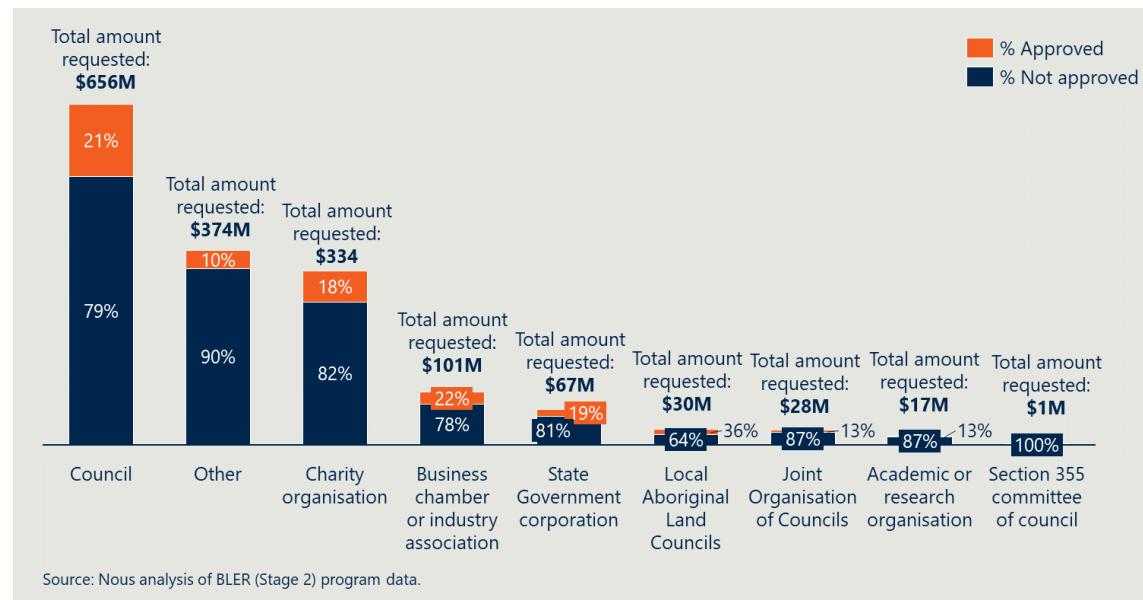 Total amount
requested:
$656M
% Approved
% Not approved
21%
79%
Total amount
requested:
$374M
10%
90%
Total amount
requested:
$334
18%
82%
Total amount
requested:
$101M
22%
78%
Total amount
requested:
$67M
19%
81%
Total amount
requested:
$30M
36%
64%
Total amount
requested:
$28M
13%
87%
Total amount
requested:
$17M
13%
87%
Total amount
requested:
$1M
100%
Council
Other
Charity
organisation
Business
chamber
or industry
association
State
Government
corporation
Local
Aboriginal
Land
Councils
Joint
Organisation
of Councils
Academic or
research
organisation
Section 355
committee
of council
Source: Nous analysis of BLER (Stage 2) program data.